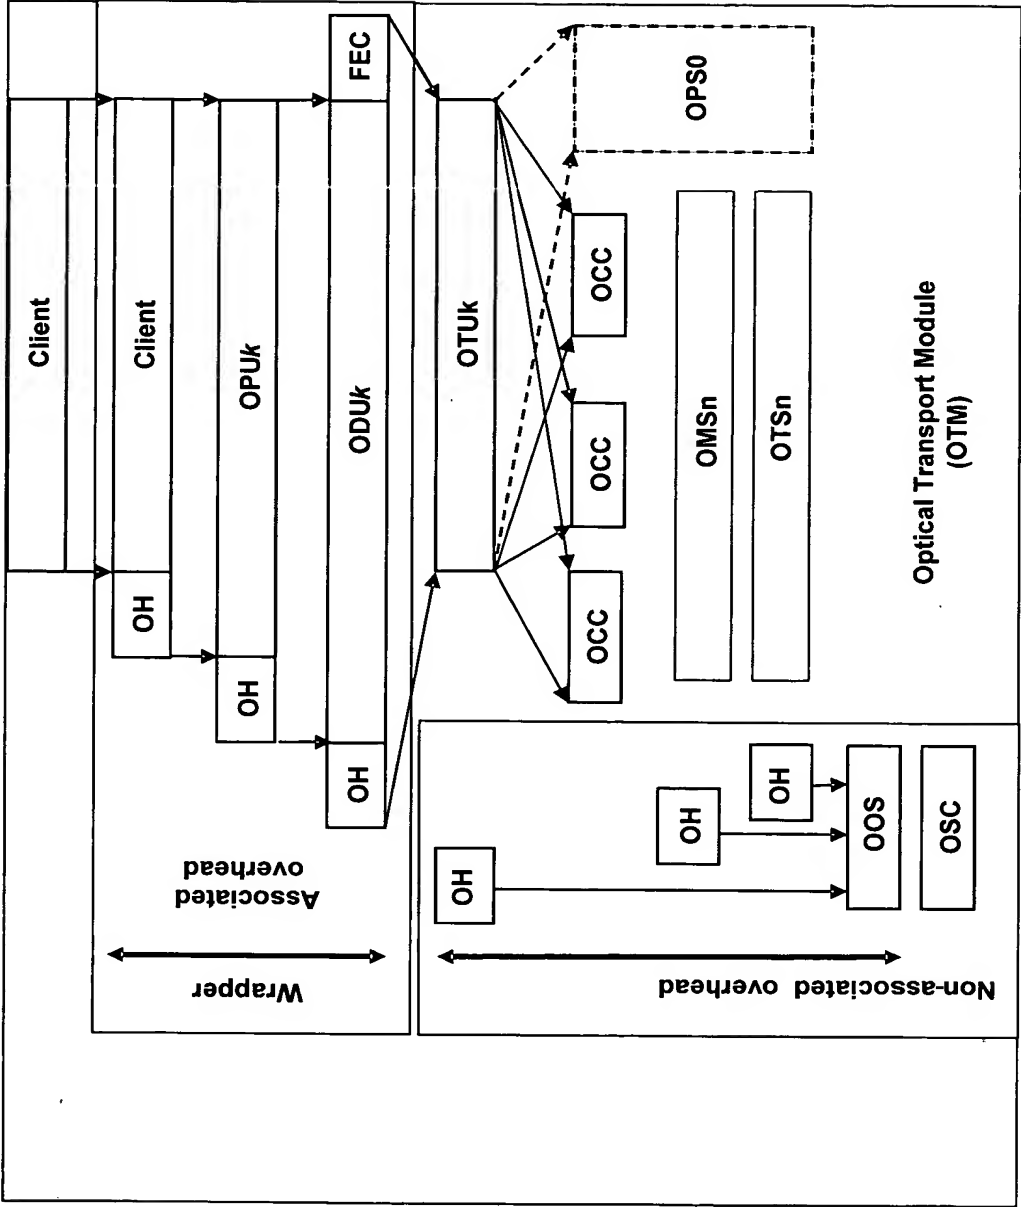 Client
OH
Client
OH
OPUk
OH
ODUk
FEC
Associated
overhead
Wrapper
OTUk
OPS0
OCC
OCC
OCC
OMSn
OTSn
Optical Transport Module
(OTM)
OH
OH
OH
OOS
OSC
Non-associated overhead